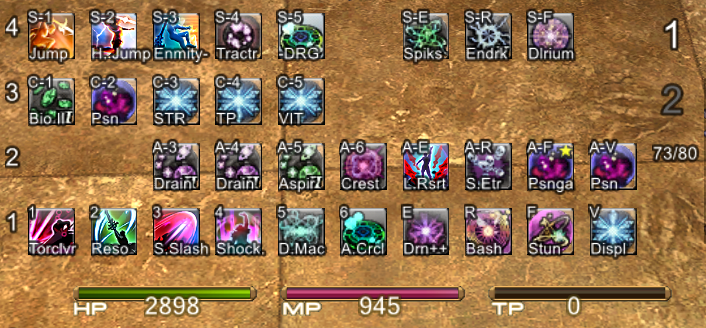 4 S-1 S-2 S-3 S-4 S-5 S-E S-R S-F 1
Jump H.Jump Enmity- Tractr -DRG Spiks Endrk Dlrium
3 C-1 C-2 C-3 C-4 C-5 2
Bio.III Psn STR TP VIT
2 A-3 A-4 A-5 A-6 A-E A-R A-F A-V 73/80
Drain Drain Aspir Crest L.Rsrt S.Etr Psnga Psn
1 1 2 3 4 5 6 E R F V
Torclvr Reso S.Slash Shock. D.Mac A.Crcl Drn++ Bash Stun Displ
HP 2898 MP 945 TP 0